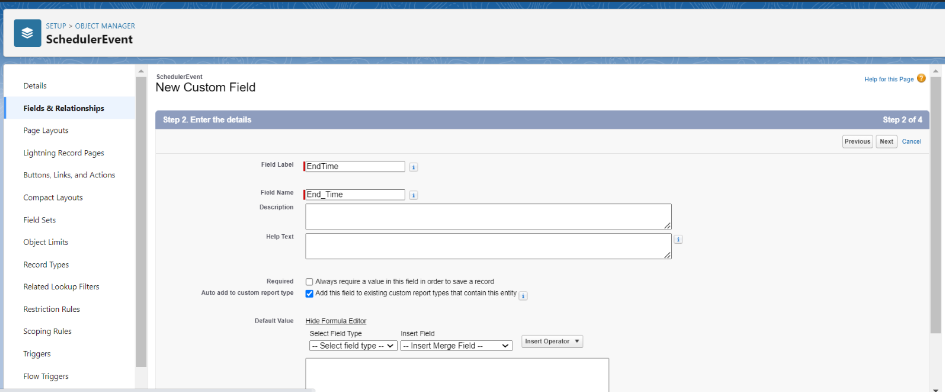 SETUP > OBJECT MANAGER
SchedulerEvent
Details
Fields & Relationships
Page Layouts
Lightning Record Pages
Buttons, Links, and Actions
Compact Layouts
Field Sets
Object Limits
Record Types
Related Lookup Filters
Restriction Rules
Scoping Rules
Triggers
Flow Triggers
SchedulerEvent
New Custom Field
Help for this Page ?
Step 2. Enter the details Step 2 of 4
Previous Next Cancel
Field Label EndTime i
Field Name End_Time i
Description
Help Text i
Required Always require a value in this field in order to save a record
Auto add to custom report type Add this field to existing custom report types that contain this entity i
Default Value Hide Formula Editor
Select Field Type Insert Field
-- Select field type -- -- Insert Merge Field -- Insert Operator